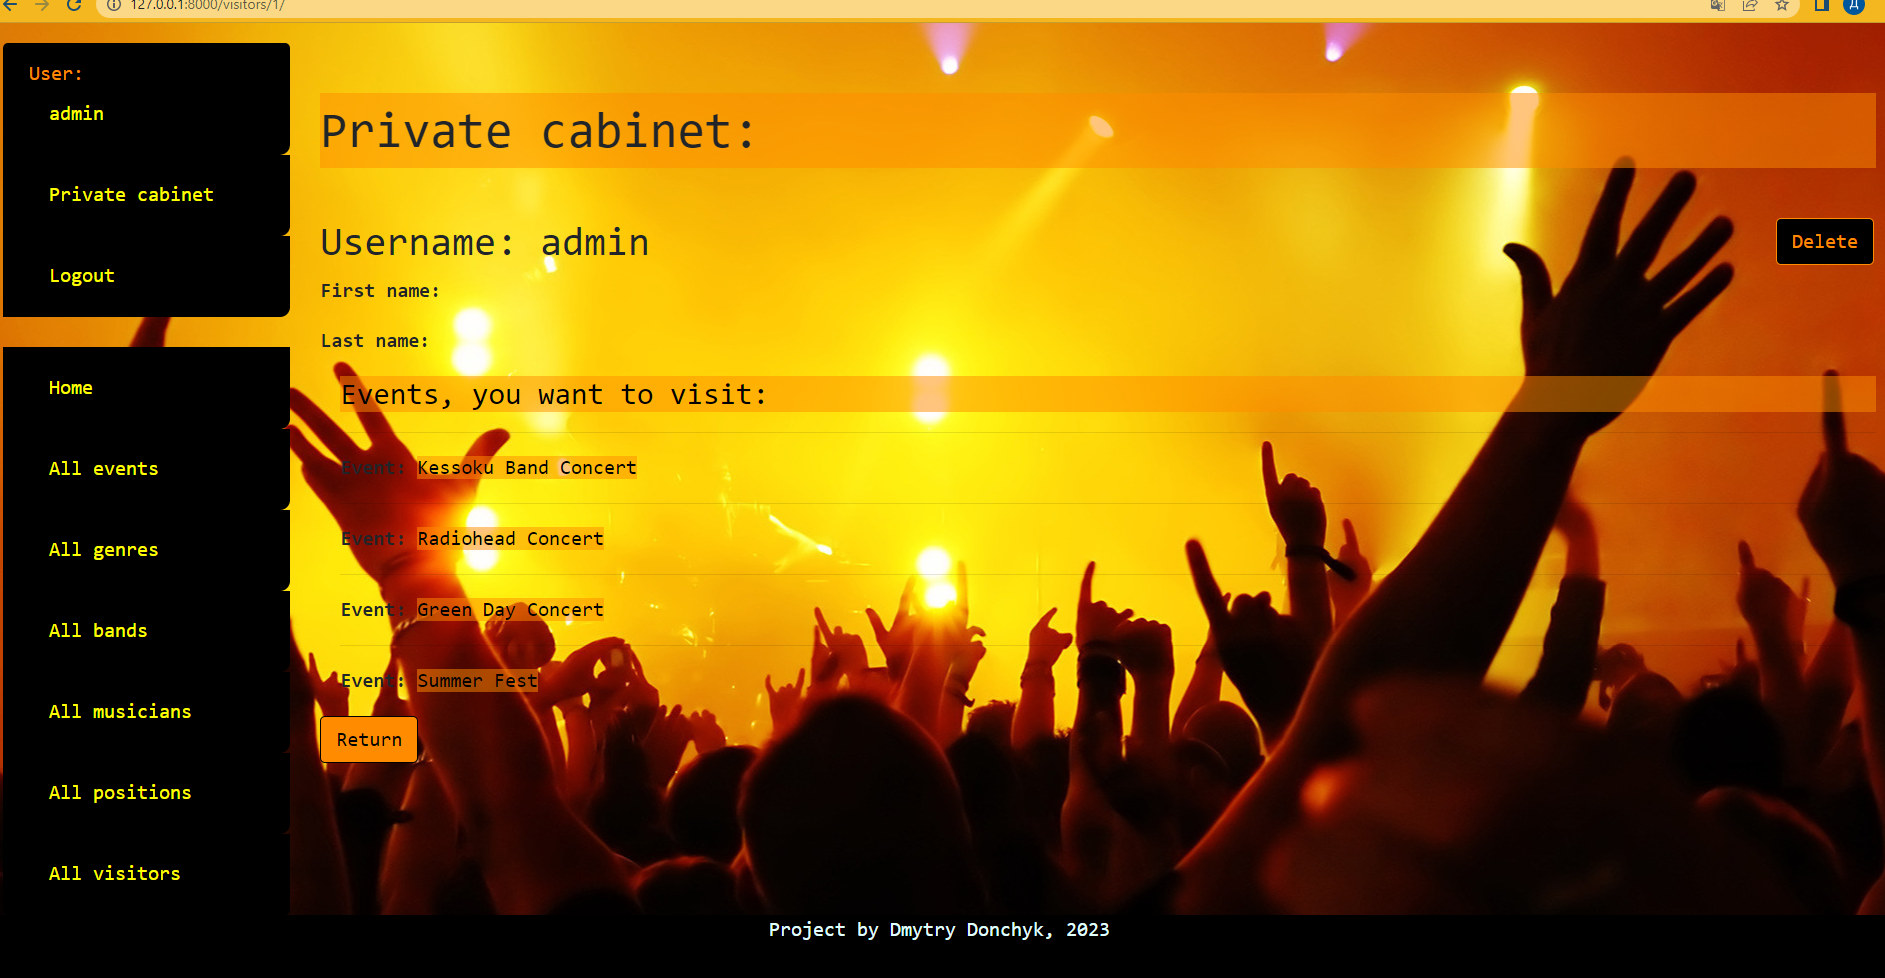 127.0.0.1:8000/visitors/1/
Д
User:
admin
Private cabinet
Logout
Home
All events
All genres
All bands
All musicians
All positions
All visitors
Private cabinet:
Username: admin
Delete
First name:
Last name:
Events, you want to visit:
Event: Kessoku Band Concert
Event: Radiohead Concert
Event: Green Day Concert
Event: Summer Fest
Return
Project by Dmytry Donchyk, 2023